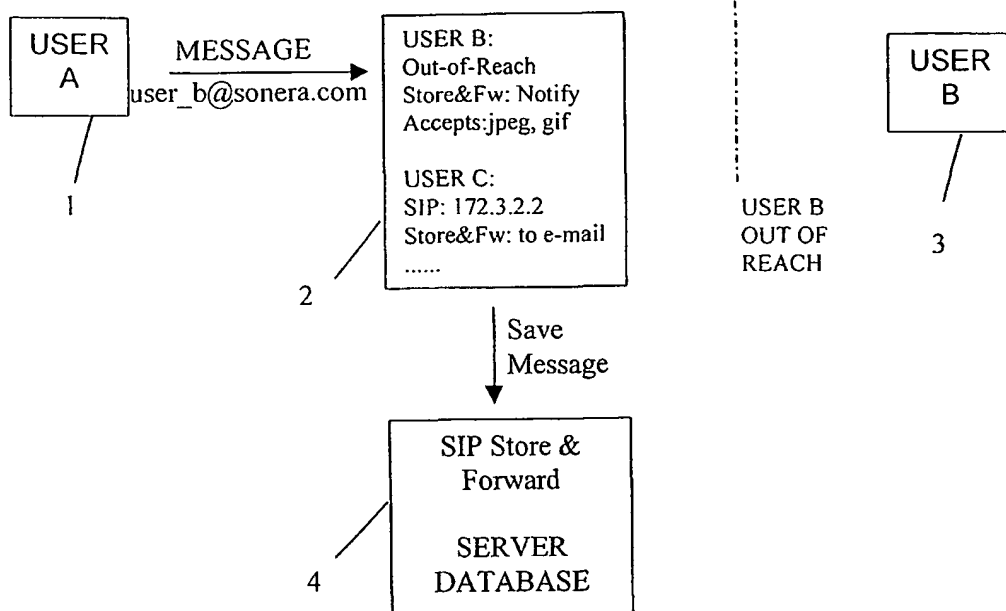 USER
A
1
MESSAGE
user_b@sonera.com
USER B:
Out-of-Reach
Store&Fw: Notify
Accepts:jpeg, gif
USER C:
SIP: 172.3.2.2
Store&Fw: to e-mail
......
2
USER B
OUT OF
REACH
USER
B
3
Save
Message
SIP Store &
Forward
SERVER
DATABASE
4